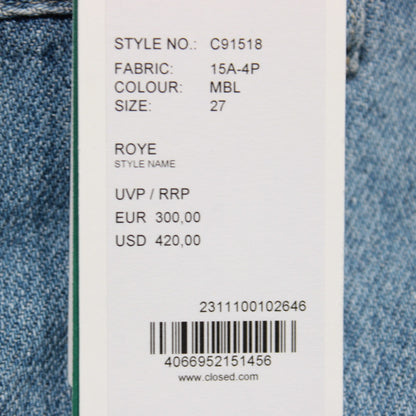 STYLE NO.: C91518
FABRIC: 15A-4P
COLOUR: MBL
SIZE: 27
ROYE
STYLE NAME
UVP / RRP
EUR 300,00
USD 420,00
2311100102646
4066952151456
www.closed.com